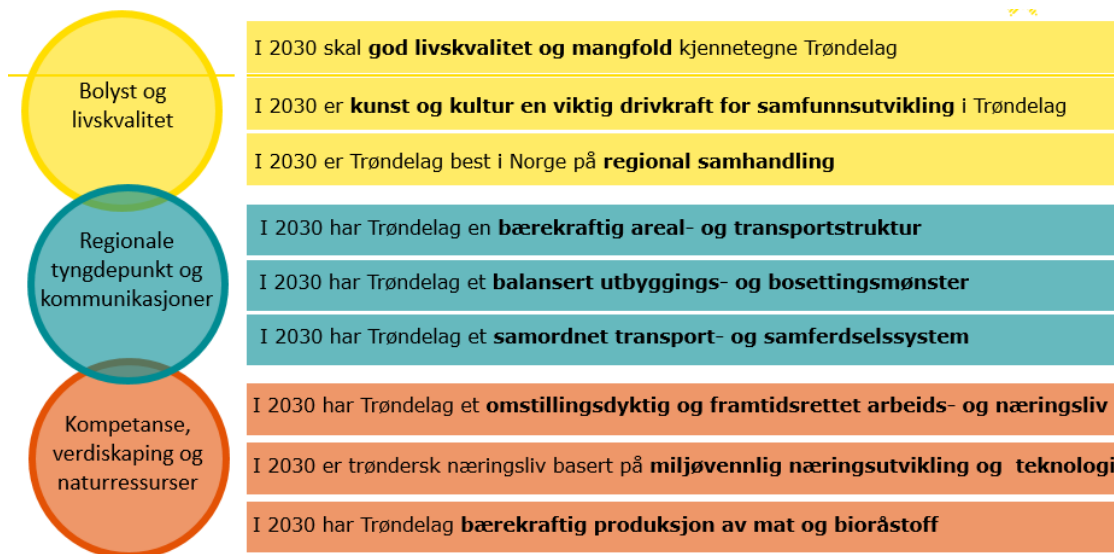 Bolyst og
livskvalitet
I 2030 skal god livskvalitet og mangfold kjennetegne Trøndelag
I 2030 er kunst og kultur en viktig drivkraft for samfunnsutvikling i Trøndelag
I 2030 er Trøndelag best i Norge på regional samhandling
Regionale
tyngdepunkt og
kommunikasjoner
I 2030 har Trøndelag en bærekraftig areal- og transportstruktur
I 2030 har Trøndelag et balansert utbyggings- og bosettingsmønster
I 2030 har Trøndelag et samordnet transport- og samferdselssystem
Kompetanse,
verdiskaping og
naturressurser
I 2030 har Trøndelag et omstillingsdyktig og framtidsrettet arbeids- og næringsliv
I 2030 er trøndersk næringsliv basert på miljøvennlig næringsutvikling og teknologi
I 2030 har Trøndelag bærekraftig produksjon av mat og bioråstoff